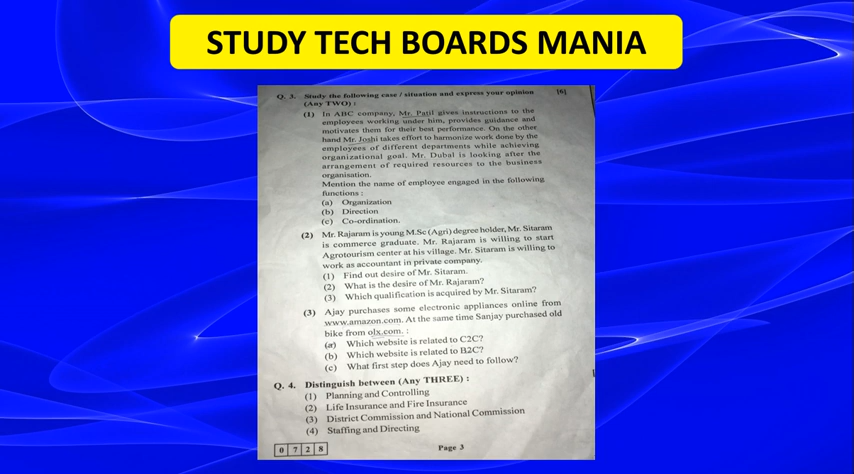 STUDY TECH BOARDS MANIA
Q. 3. Study the following case / situation and express your opinion [6]
(Any TWO) :
(1) In ABC company, Mr. Patil gives instructions to the
employees working under him, provides guidance and
motivates them for their best performance. On the other
hand Mr. Joshi takes effort to harmonize work done by the
employees of different departments while achieving
organizational goal. Mr. Dubal is looking after the
arrangement of required resources to the business
organisation.
Mention the name of employee engaged in the following
functions :
(a) Organization
(b) Direction
(c) Co-ordination.
(2) Mr. Rajaram is young M.Sc (Agri) degree holder, Mr. Sitaram
is commerce graduate. Mr. Rajaram is willing to start
Agrotourism center at his village. Mr. Sitaram is willing to
work as accountant in private company.
(1) Find out desire of Mr. Sitaram.
(2) What is the desire of Mr. Rajaram?
(3) Which qualification is acquired by Mr. Sitaram?
(3) Ajay purchases some electronic appliances online from
www.amazon.com. At the same time Sanjay purchased old
bike from olx.com. :
(a) Which website is related to C2C?
(b) Which website is related to B2C?
(c) What first step does Ajay need to follow?
Q. 4. Distinguish between (Any THREE) :
(1) Planning and Controlling
(2) Life Insurance and Fire Insurance
(3) District Commission and National Commission
(4) Staffing and Directing
0 7 2 8 Page 3